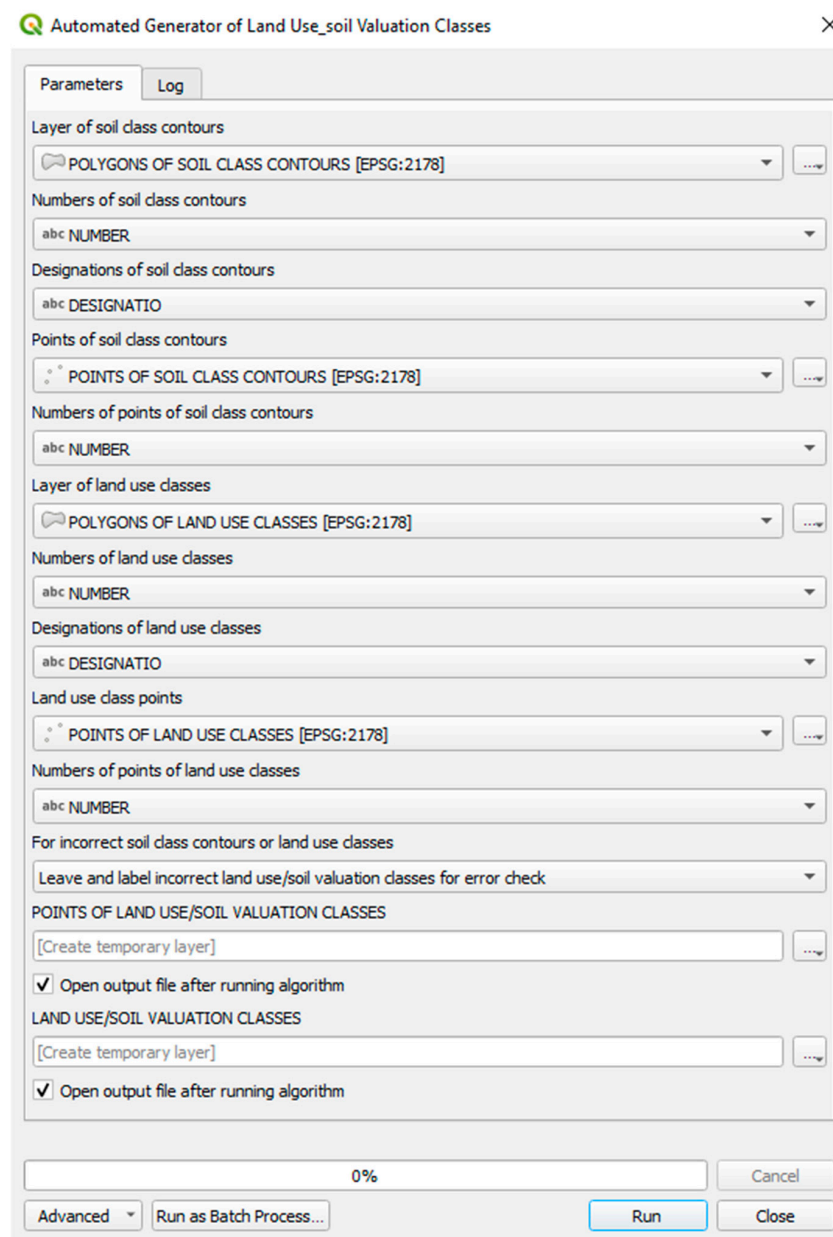 Automated Generator of Land Use_soil Valuation Classes
Parameters Log
Layer of soil class contours
POLYGONS OF SOIL CLASS CONTOURS [EPSG:2178]
Numbers of soil class contours
abc NUMBER
Designations of soil class contours
abc DESIGNATIO
Points of soil class contours
POINTS OF SOIL CLASS CONTOURS [EPSG:2178]
Numbers of points of soil class contours
abc NUMBER
Layer of land use classes
POLYGONS OF LAND USE CLASSES [EPSG:2178]
Numbers of land use classes
abc NUMBER
Designations of land use classes
abc DESIGNATIO
Land use class points
POINTS OF LAND USE CLASSES [EPSG:2178]
Numbers of points of land use classes
abc NUMBER
For incorrect soil class contours or land use classes
Leave and label incorrect land use/soil valuation classes for error check
POINTS OF LAND USE/SOIL VALUATION CLASSES
[Create temporary layer]
Open output file after running algorithm
LAND USE/SOIL VALUATION CLASSES
[Create temporary layer]
Open output file after running algorithm
0% Cancel
Advanced Run as Batch Process... Run Close